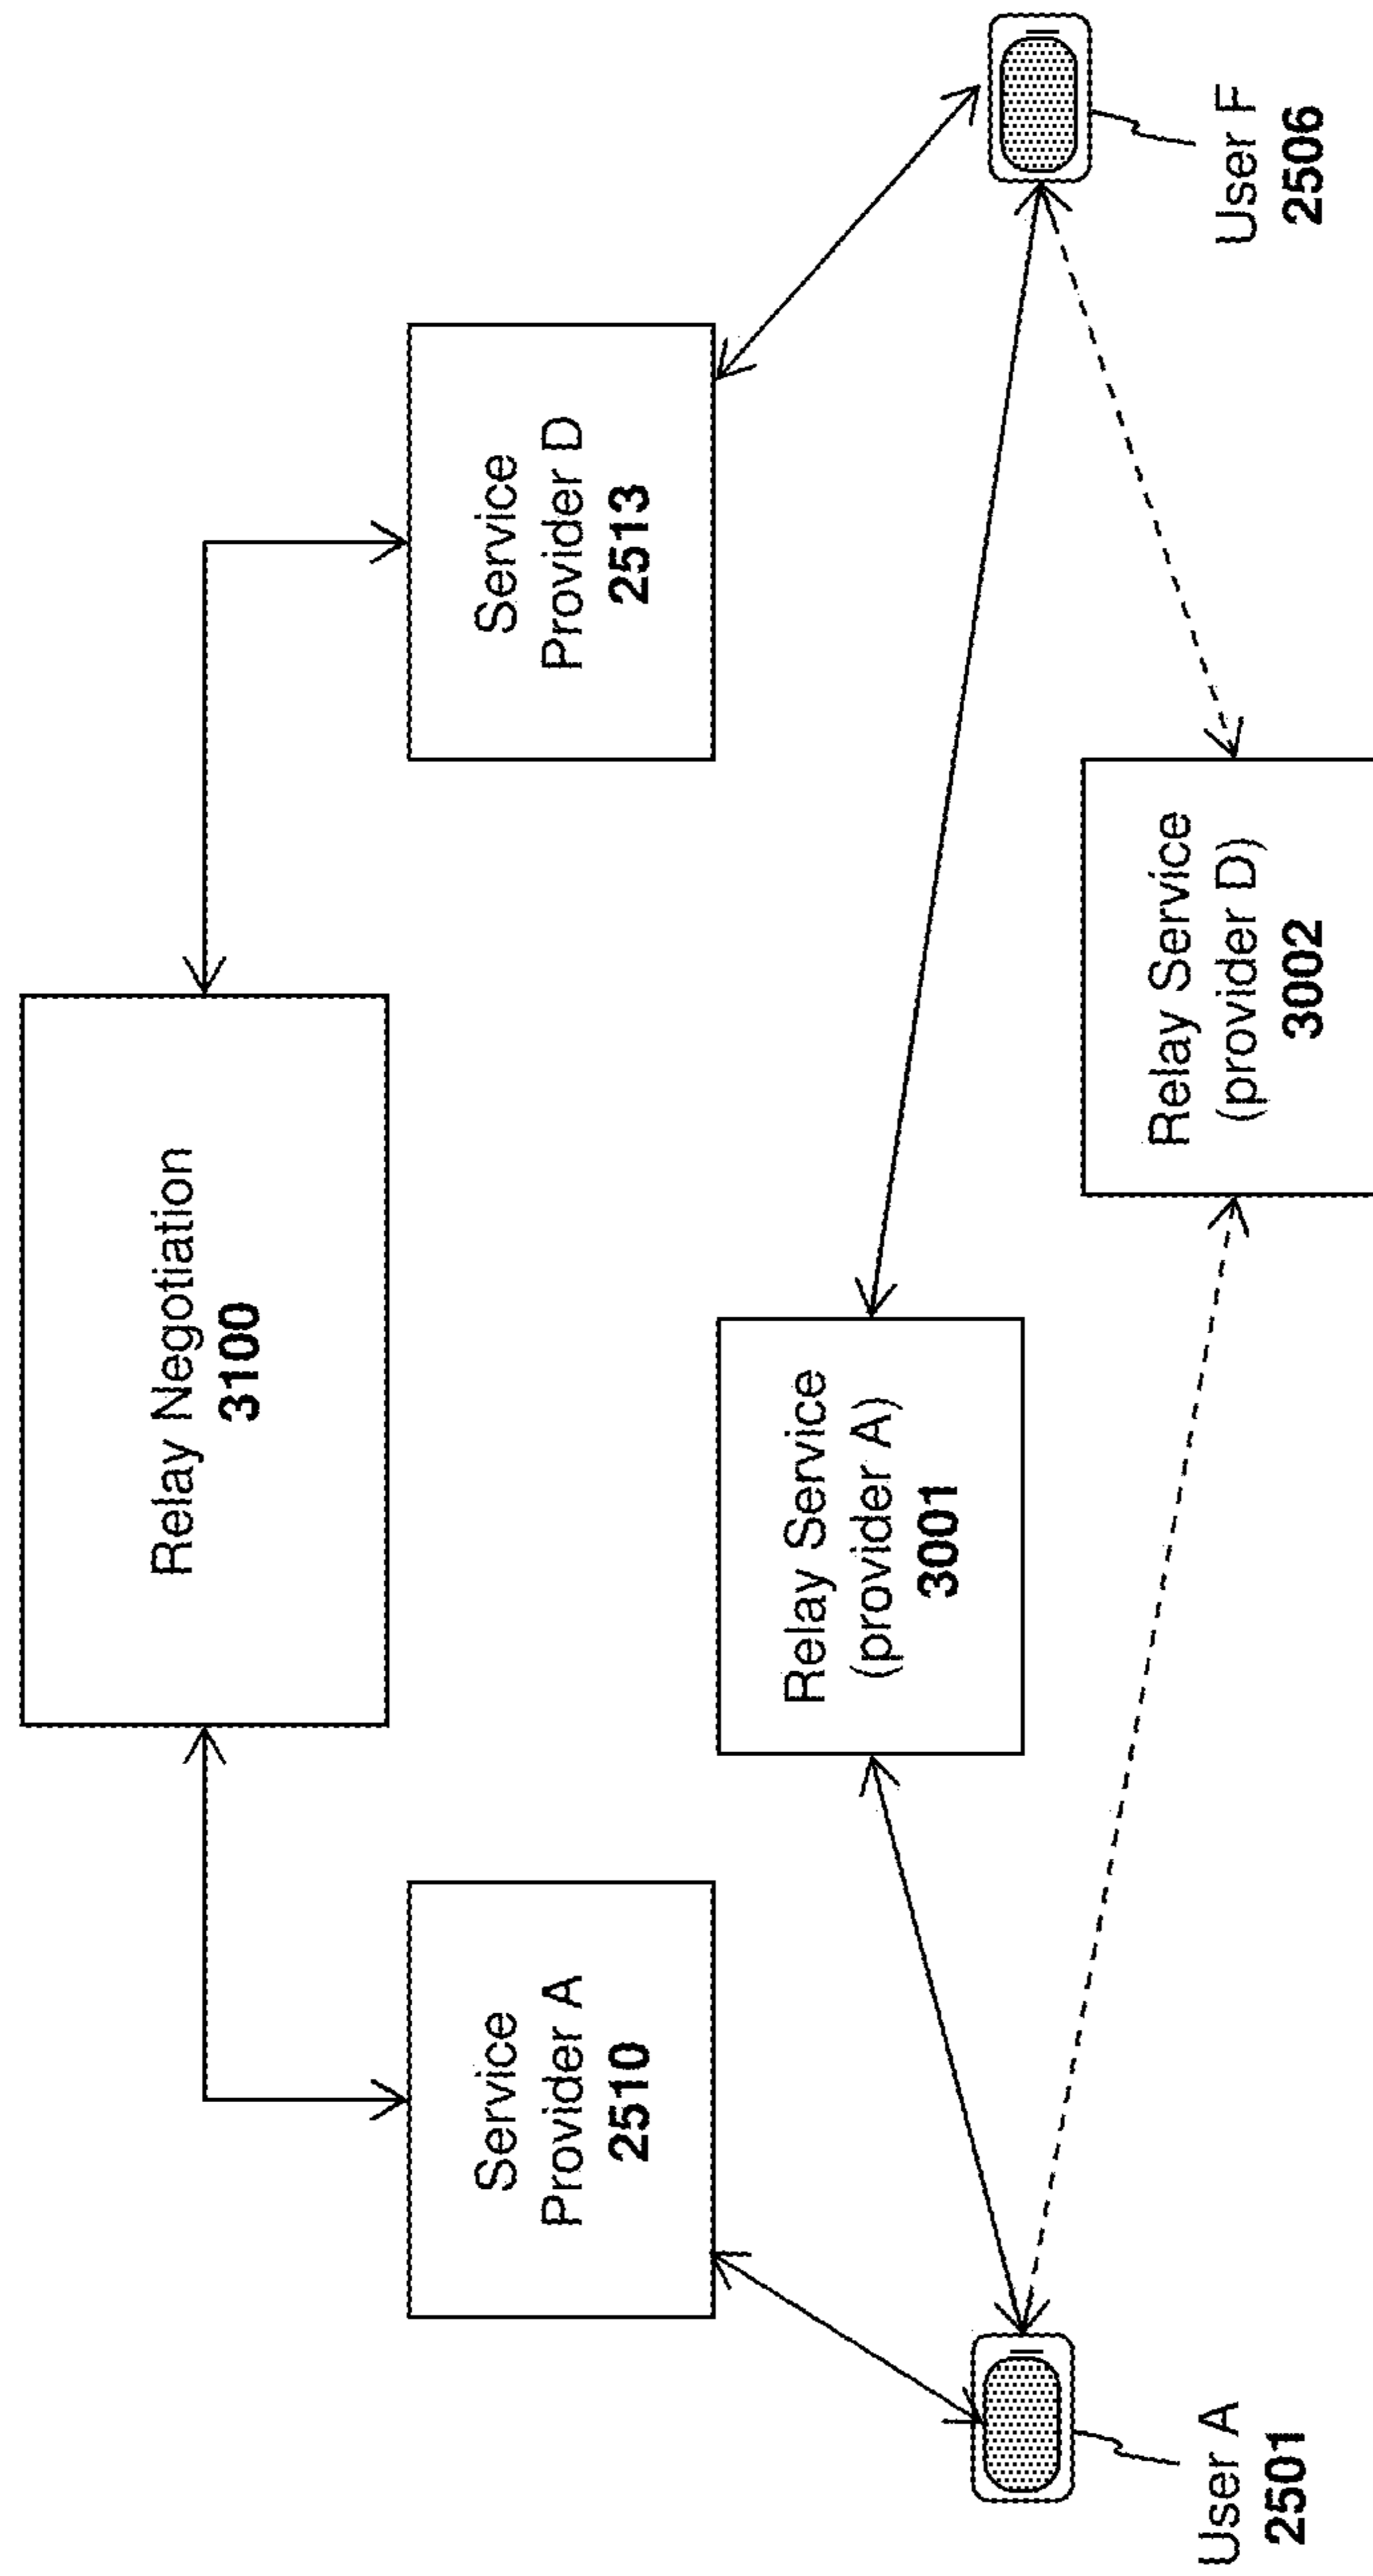 Relay Negotiation
3100
Service
Provider A
2510
Service
Provider D
2513
Relay Service
(provider A)
3001
Relay Service
(provider D)
3002
User A
2501
User F
2506